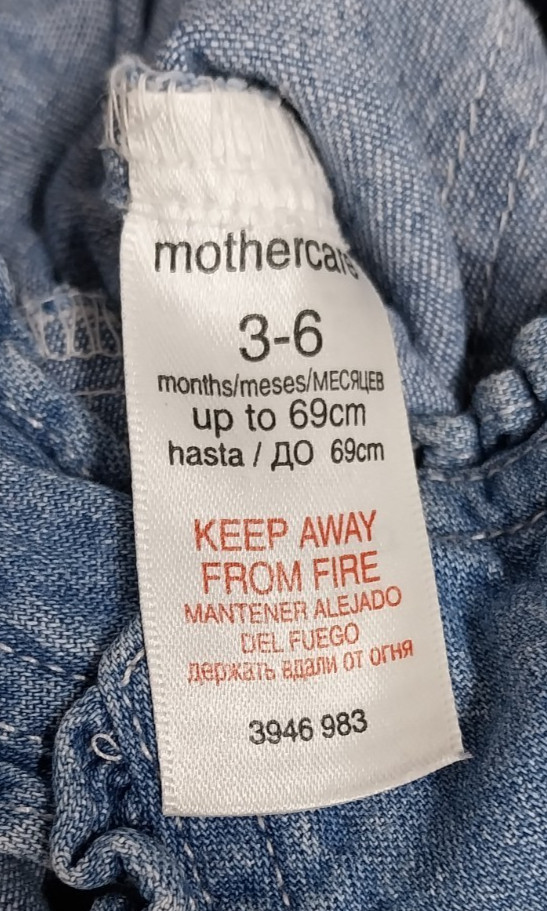 mothercare
3-6
months/meses/МЕСЯЦЕВ
up to 69cm
hasta / ДО 69cm
KEEP AWAY
FROM FIRE
MANTENER ALEJADO
DEL FUEGO
держать вдали от огня
3946 983